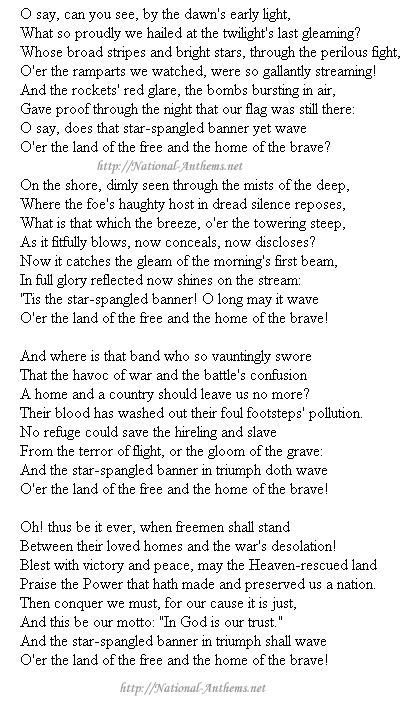 O say, can you see, by the dawn's early light,
What so proudly we hailed at the twilight's last gleaming?
Whose broad stripes and bright stars, through the perilous fight,
O'er the ramparts we watched, were so gallantly streaming!
And the rockets' red glare, the bombs bursting in air,
Gave proof through the night that our flag was still there:
O say, does that star-spangled banner yet wave
O'er the land of the free and the home of the brave?
http://National-Anthems.net
On the shore, dimly seen through the mists of the deep,
Where the foe's haughty host in dread silence reposes,
What is that which the breeze, o'er the towering steep,
As it fitfully blows, now conceals, now discloses?
Now it catches the gleam of the morning's first beam,
In full glory reflected now shines on the stream:
'Tis the star-spangled banner! O long may it wave
O'er the land of the free and the home of the brave!

And where is that band who so vauntingly swore
That the havoc of war and the battle's confusion
A home and a country should leave us no more?
Their blood has washed out their foul footsteps' pollution.
No refuge could save the hireling and slave
From the terror of flight, or the gloom of the grave:
And the star-spangled banner in triumph doth wave
O'er the land of the free and the home of the brave!

Oh! thus be it ever, when freemen shall stand
Between their loved homes and the war's desolation!
Blest with victory and peace, may the Heaven-rescued land
Praise the Power that hath made and preserved us a nation.
Then conquer we must, for our cause it is just,
And this be our motto: "In God is our trust."
And the star-spangled banner in triumph shall wave
O'er the land of the free and the home of the brave!
http://National-Anthems.net